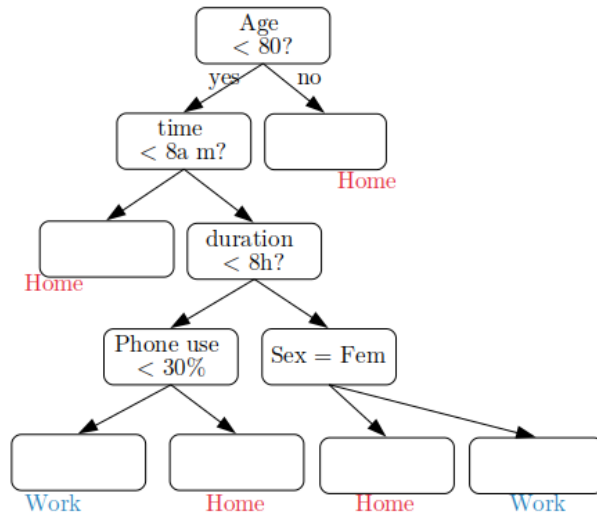 Age
< 80?
yes
no
time
< 8a m?
Home
Home
duration
< 8h?
Phone use
< 30%
Sex = Fem
Work
Home
Home
Work